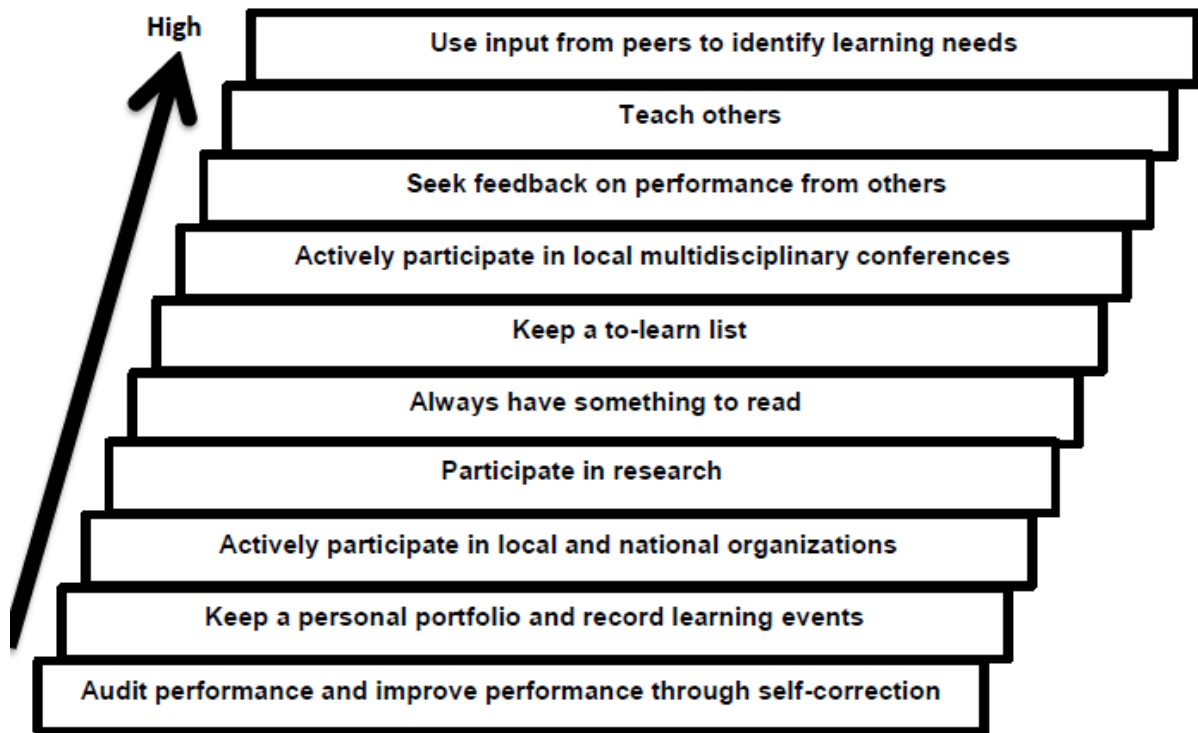 High
Use input from peers to identify learning needs
Teach others
Seek feedback on performance from others
Actively participate in local multidisciplinary conferences
Keep a to-learn list
Always have something to read
Participate in research
Actively participate in local and national organizations
Keep a personal portfolio and record learning events
Audit performance and improve performance through self-correction